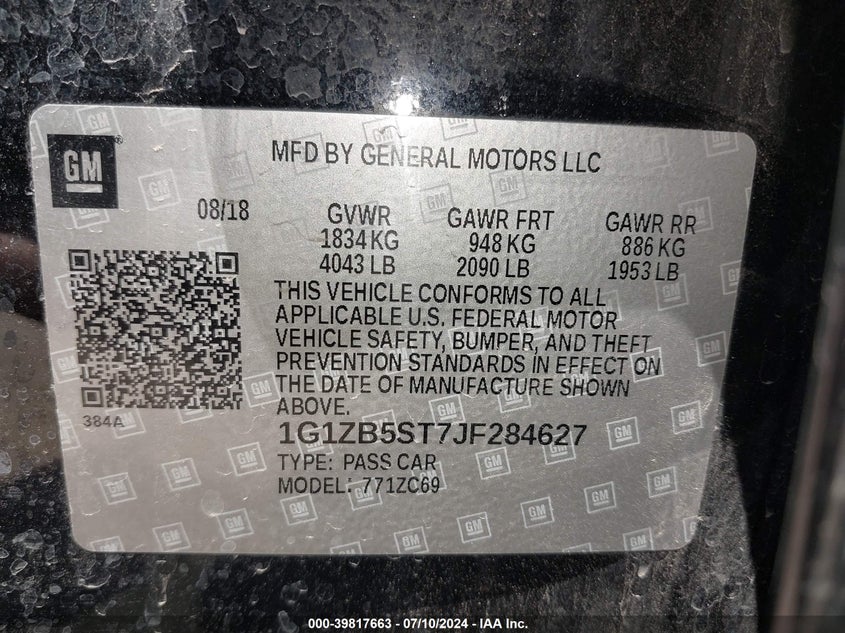 GM
MFD BY GENERAL MOTORS LLC
08/18 GVWR GAWR FRT GAWR RR
1834 KG 948 KG 886 KG
4043 LB 2090 LB 1953 LB
THIS VEHICLE CONFORMS TO ALL
APPLICABLE U.S. FEDERAL MOTOR
VEHICLE SAFETY, BUMPER, AND THEFT
PREVENTION STANDARDS IN EFFECT ON
THE DATE OF MANUFACTURE SHOWN
ABOVE.
384A
1G1ZB5ST7JF284627
TYPE: PASS CAR
MODEL: 771ZC69
000-39817663 / 07/10/2024 / IAA Inc.